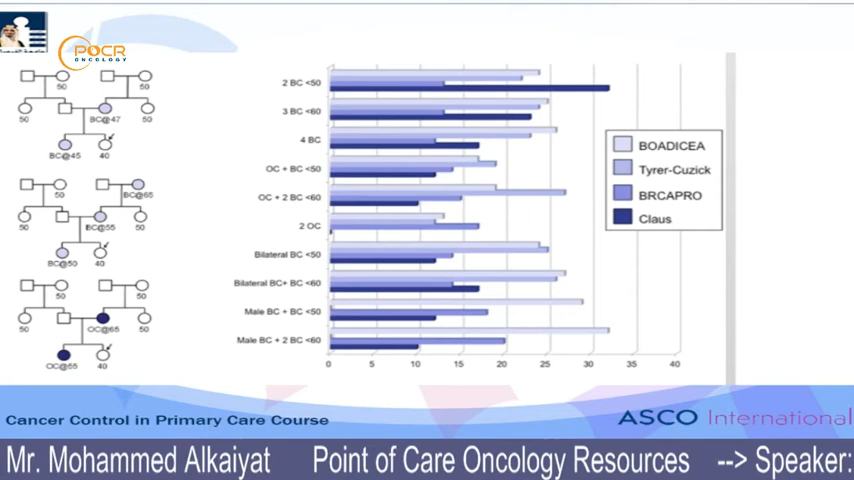 POCR
ONCOLOGY
50
50
50
BC@47
50
BC@45
40
50
BC@65
50
BC@55
50
BC@50
40
50
50
50
OC@65
50
OC@55
40
2 BC <50
3 BC <60
4 BC
OC + BC <50
OC + 2 BC <60
2 OC
Bilateral BC <50
Bilateral BC+ BC <60
Male BC + BC <50
Male BC + 2 BC <60
0 5 10 15 20 25 30 35 40
BOADICEA
Tyrer-Cuzick
BRCAPRO
Claus
Cancer Control in Primary Care Course
ASCO International
Mr. Mohammed Alkaiyat Point of Care Oncology Resources --> Speaker: